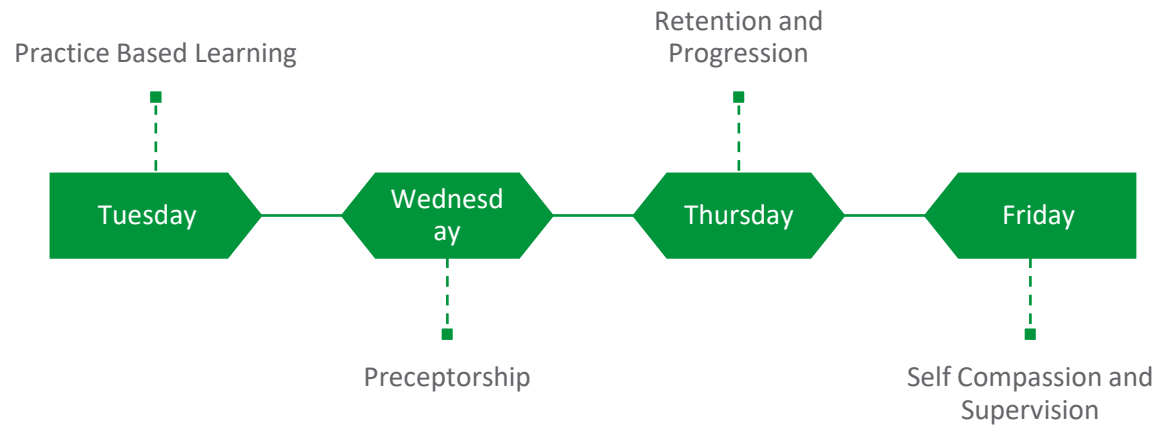 Retention and
Progression
Practice Based Learning
Tuesday
Wednesd
ay
Thursday
Friday
Preceptorship
Self Compassion and
Supervision